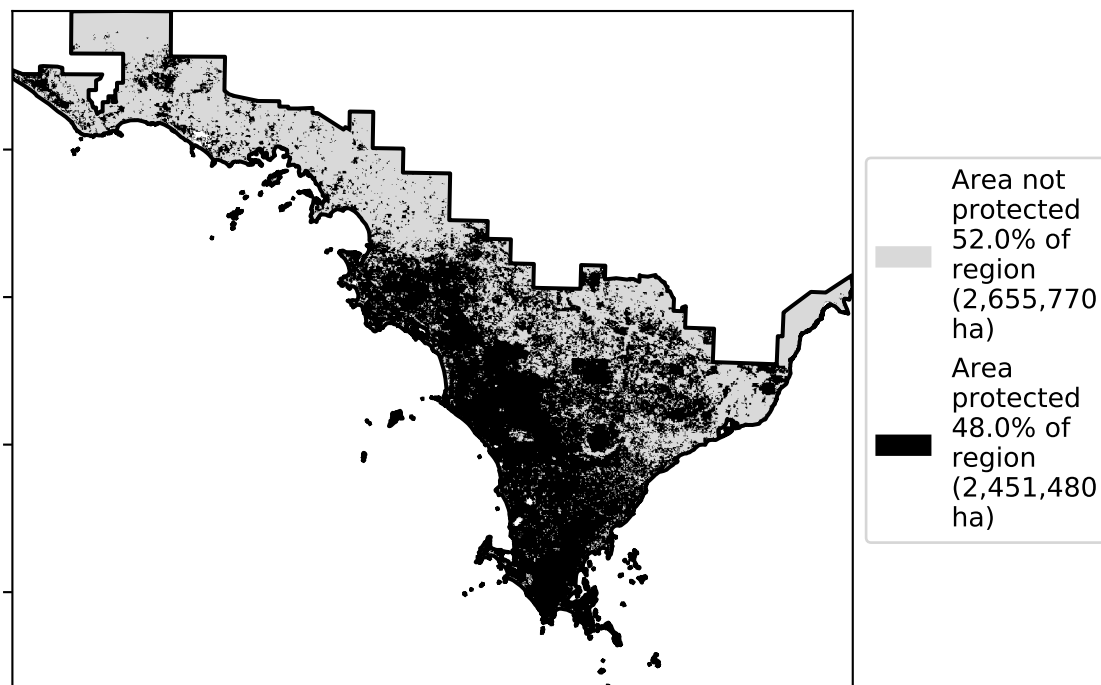 Area not
protected
52.0% of
region
(2,655,770
ha)
Area
protected
48.0% of
region
(2,451,480
ha)